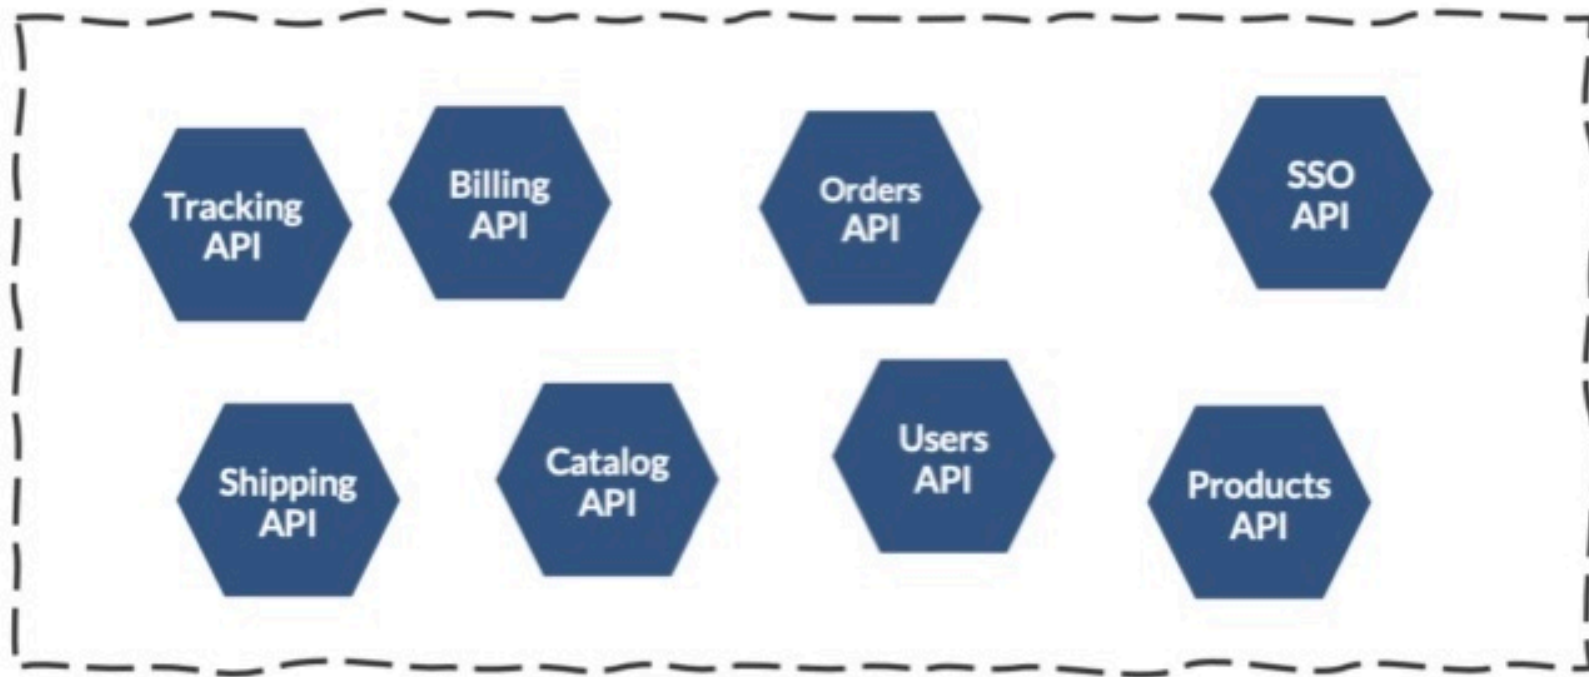 Tracking
API
Billing
API
Orders
API
SSO
API
Shipping
API
Catalog
API
Users
API
Products
API